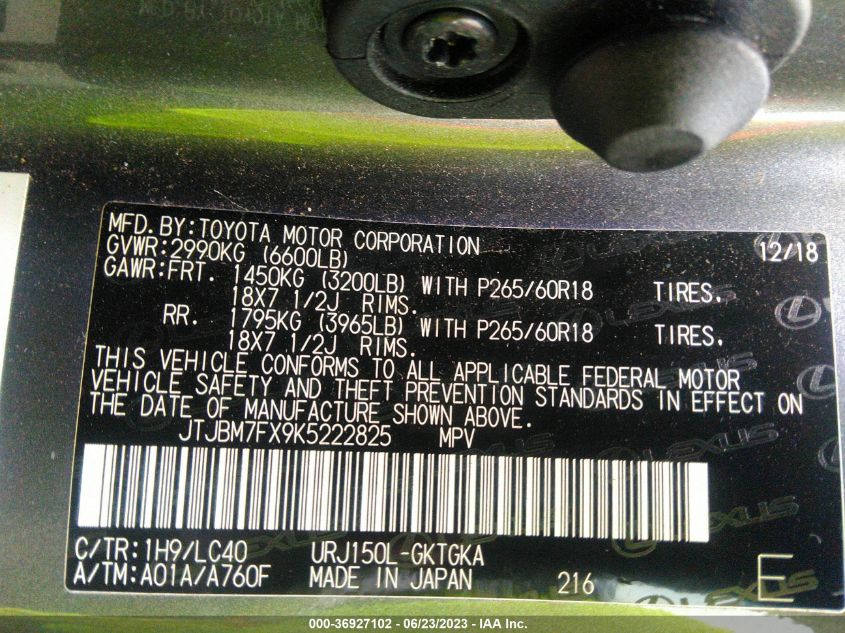 MFD.BY:TOYOTA MOTOR CORPORATION 12/18
GVWR:2990KG (6600LB)
GAWR:FRT. 1450KG (3200LB) WITH P265/60R18 TIRES.
18X7 1/2J RIMS.
RR. 1795KG (3965LB) WITH P265/60R18 TIRES.
18X7 1/2J RIMS.
THIS VEHICLE CONFORMS TO ALL APPLICABLE FEDERAL MOTOR
VEHICLE SAFETY AND THEFT PREVENTION STANDARDS IN EFFECT ON
THE DATE OF MANUFACTURE SHOWN ABOVE.
JTJBM7FX9K5222825 MPV
C/TR:1H9/LC40 URJ150L-GKTGKA
A/TM:A01A/A760F MADE IN JAPAN 216 E
LEXUS
LEXUS
LEXUS
000-36927102 - 06/23/2023 - IAA Inc.